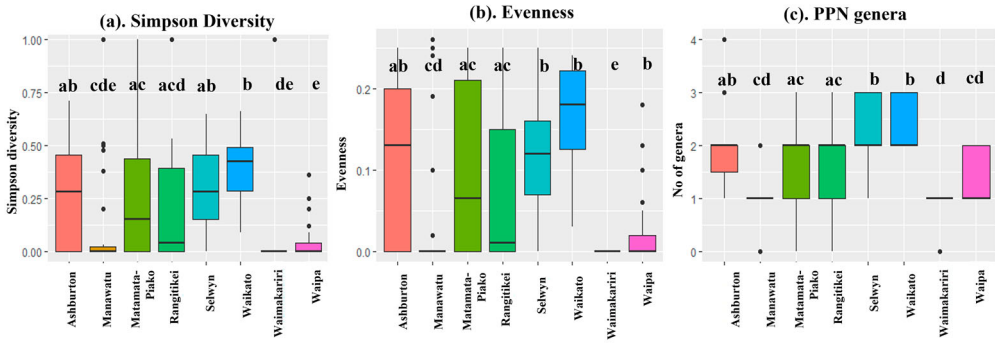 (a). Simpson Diversity
1.00
0.75
0.50
0.25
0.00
Simpson diversity
ab cde ac acd ab b de e
Ashburton
Manawatu
Matamata-
Piako
Rangitikei
Selwyn
Waikato
Waimakariri
Waipa
(b). Evenness
0.2
0.1
0.0
Evenness
ab cd ac ac b b e b
Ashburton
Manawatu
Matamata-
Piako
Rangitikei
Selwyn
Waikato
Waimakariri
Waipa
(c). PPN genera
4
3
2
1
0
No of genera
ab cd ac ac b b d cd
Ashburton
Manawatu
Matamata-
Piako
Rangitikei
Selwyn
Waikato
Waimakariri
Waipa